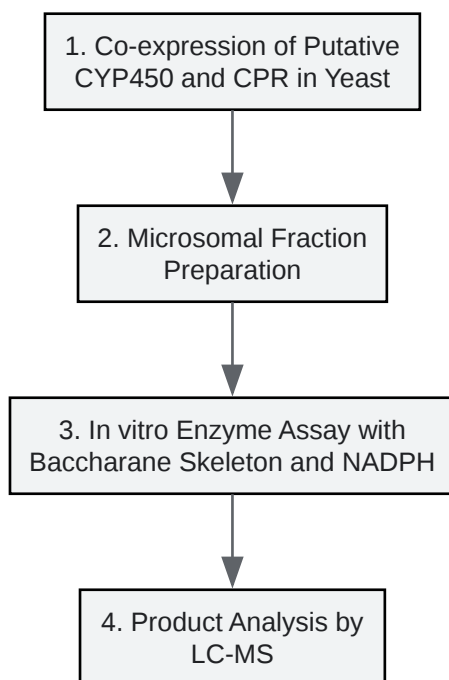 1. Co-expression of Putative
CYP450 and CPR in Yeast
2. Microsomal Fraction
Preparation
3. In vitro Enzyme Assay with
Baccharane Skeleton and NADPH
4. Product Analysis by
LC-MS